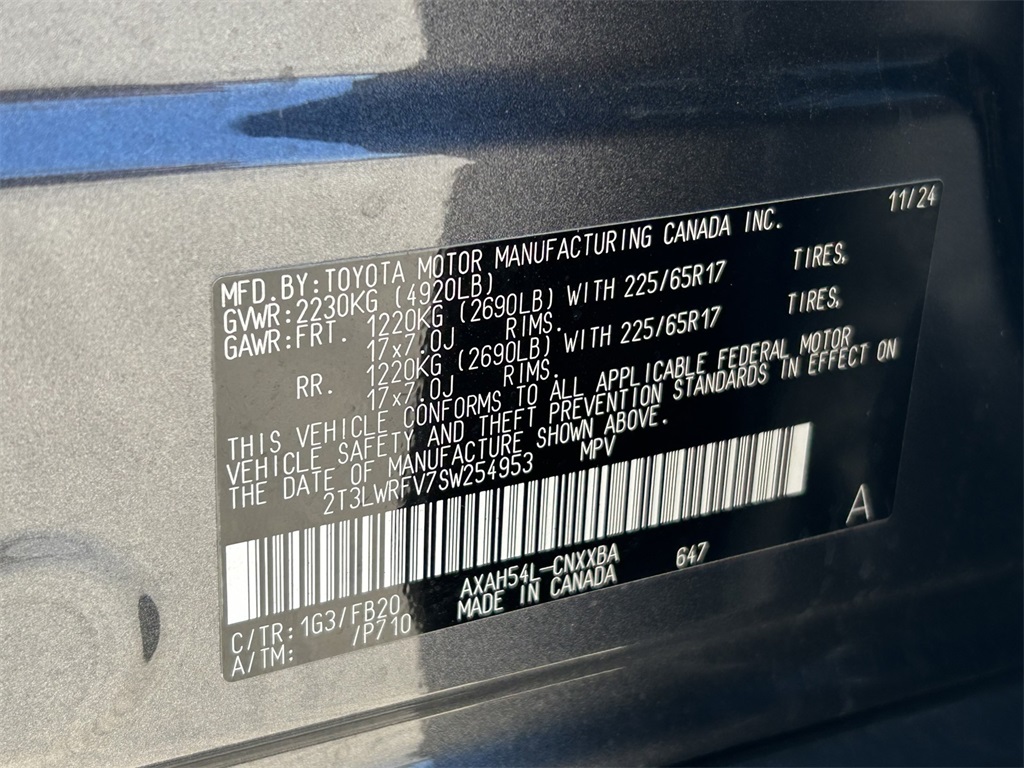 11/24
MFD.BY:TOYOTA MOTOR MANUFACTURING CANADA INC.
GVWR:2230KG (4920LB)
GAWR:FRT. 1220KG (2690LB) WITH 225/65R17 TIRES,
17x7.0J RIMS.
RR. 1220KG (2690LB) WITH 225/65R17 TIRES,
17x7.0J RIMS.
THIS VEHICLE CONFORMS TO ALL APPLICABLE FEDERAL MOTOR
VEHICLE SAFETY AND THEFT PREVENTION STANDARDS IN EFFECT ON
THE DATE OF MANUFACTURE SHOWN ABOVE.
2T3LWRFV7SW254953 MPV
A
C/TR:1G3/FB20 AXAH54L-CNXXBA 647
A/TM: /P710 MADE IN CANADA